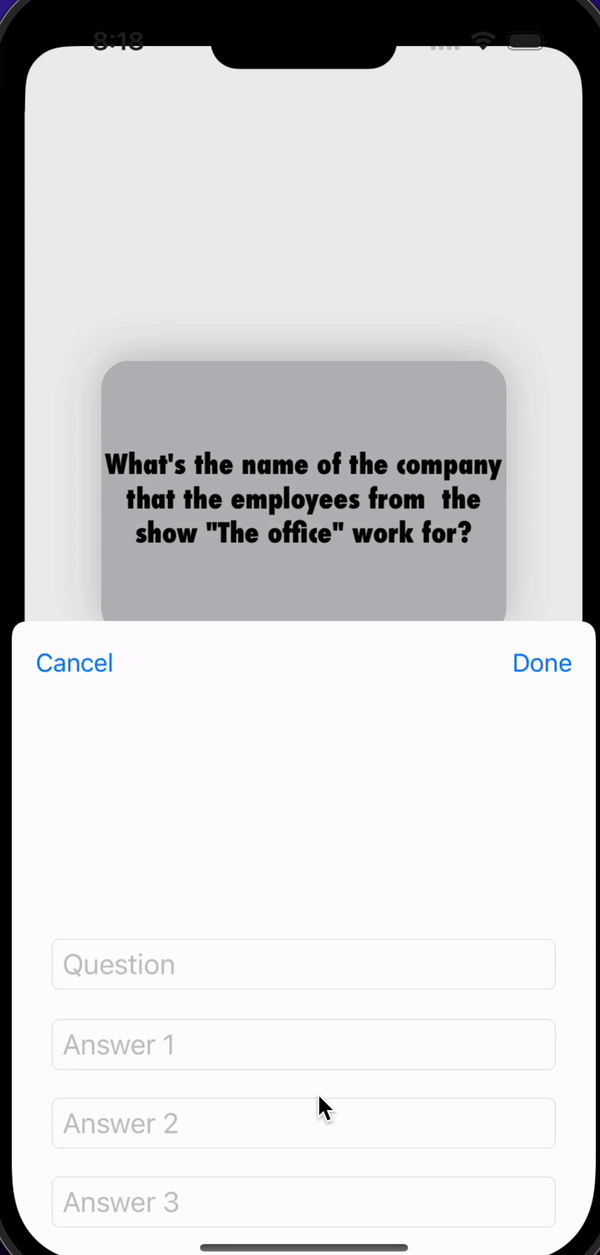 8:18
What's the name of the company
that the employees from  the
show "The office" work for?
Cancel
Done
Question
Answer 1
Answer 2
Answer 3